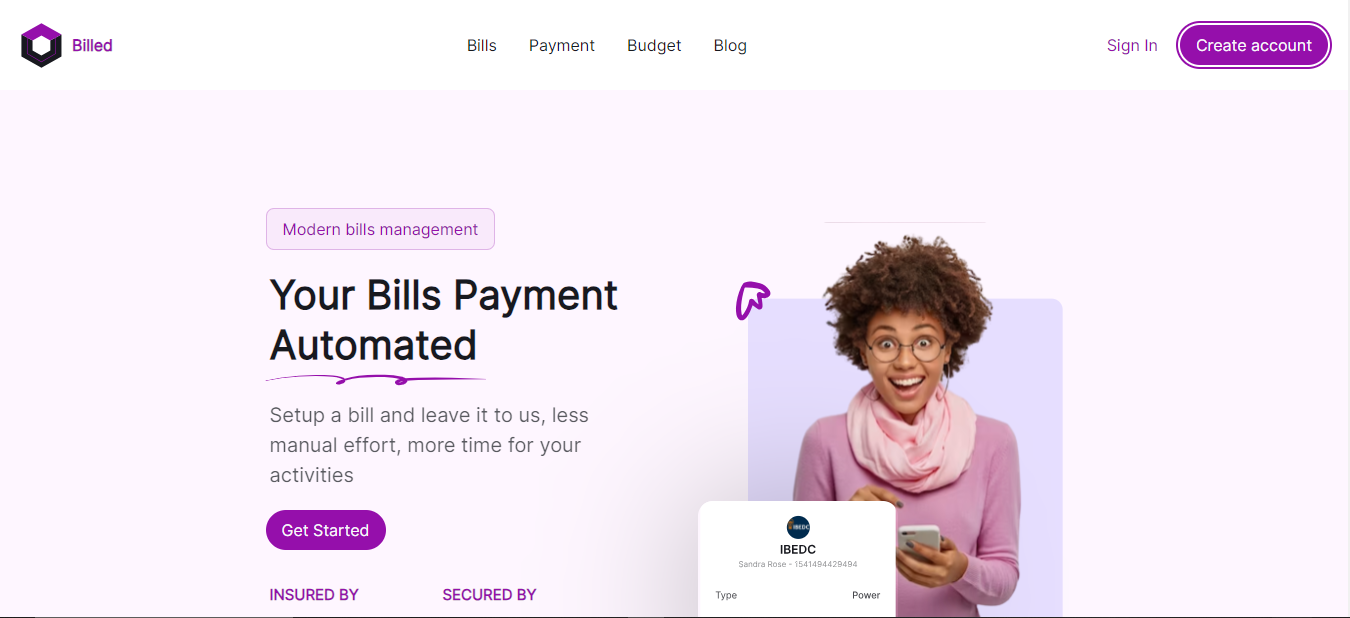 Billed
Bills
Payment
Budget
Blog
Sign In
Create account
Modern bills management
Your Bills Payment
Automated
Setup a bill and leave it to us, less
manual effort, more time for your
activities
Get Started
INSURED BY
SECURED BY
IBEDC
IBEDC
Sandra Rose - 1541494429494
Type
Power